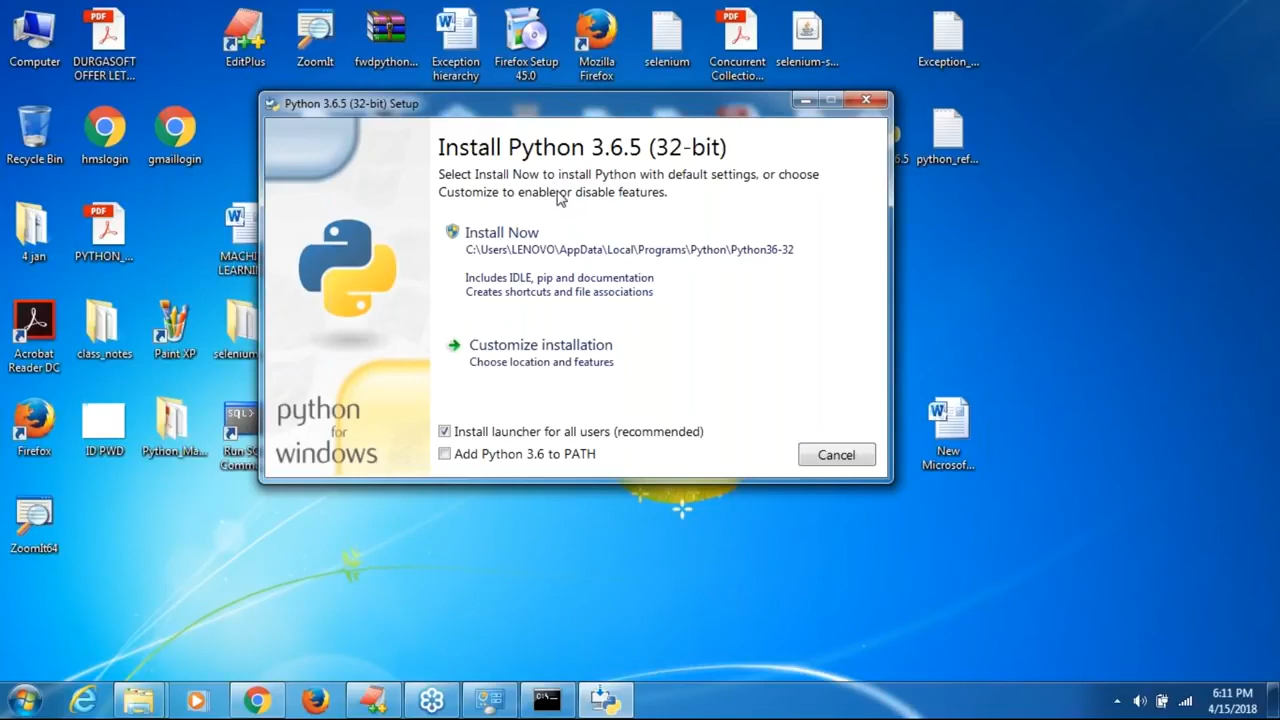 Computer
DURGASOFT
OFFER LET...
EditPlus
ZoomIt
fwdpython...
Exception
hierarchy
Firefox Setup
45.0
Mozilla
Firefox
selenium
Concurrent
Collectio...
selenium-s...
Exception_...
Recycle Bin
hmslogin
gmaillogin
6.5
python_ref...
4 jan
PYTHON_...
MACHI
LEARNI
Acrobat
Reader DC
class_notes
Paint XP
selenium
Firefox
ID PWD
Python_Ma...
Run SQ
Comm
New
Microsof...
ZoomIt64
Python 3.6.5 (32-bit) Setup
Install Python 3.6.5 (32-bit)
Select Install Now to install Python with default settings, or choose
Customize to enable or disable features.
Install Now
C:\Users\LENOVO\AppData\Local\Programs\Python\Python36-32
Includes IDLE, pip and documentation
Creates shortcuts and file associations
Customize installation
Choose location and features
Install launcher for all users (recommended)
Add Python 3.6 to PATH
Cancel
python
for
windows
6:11 PM
4/15/2018